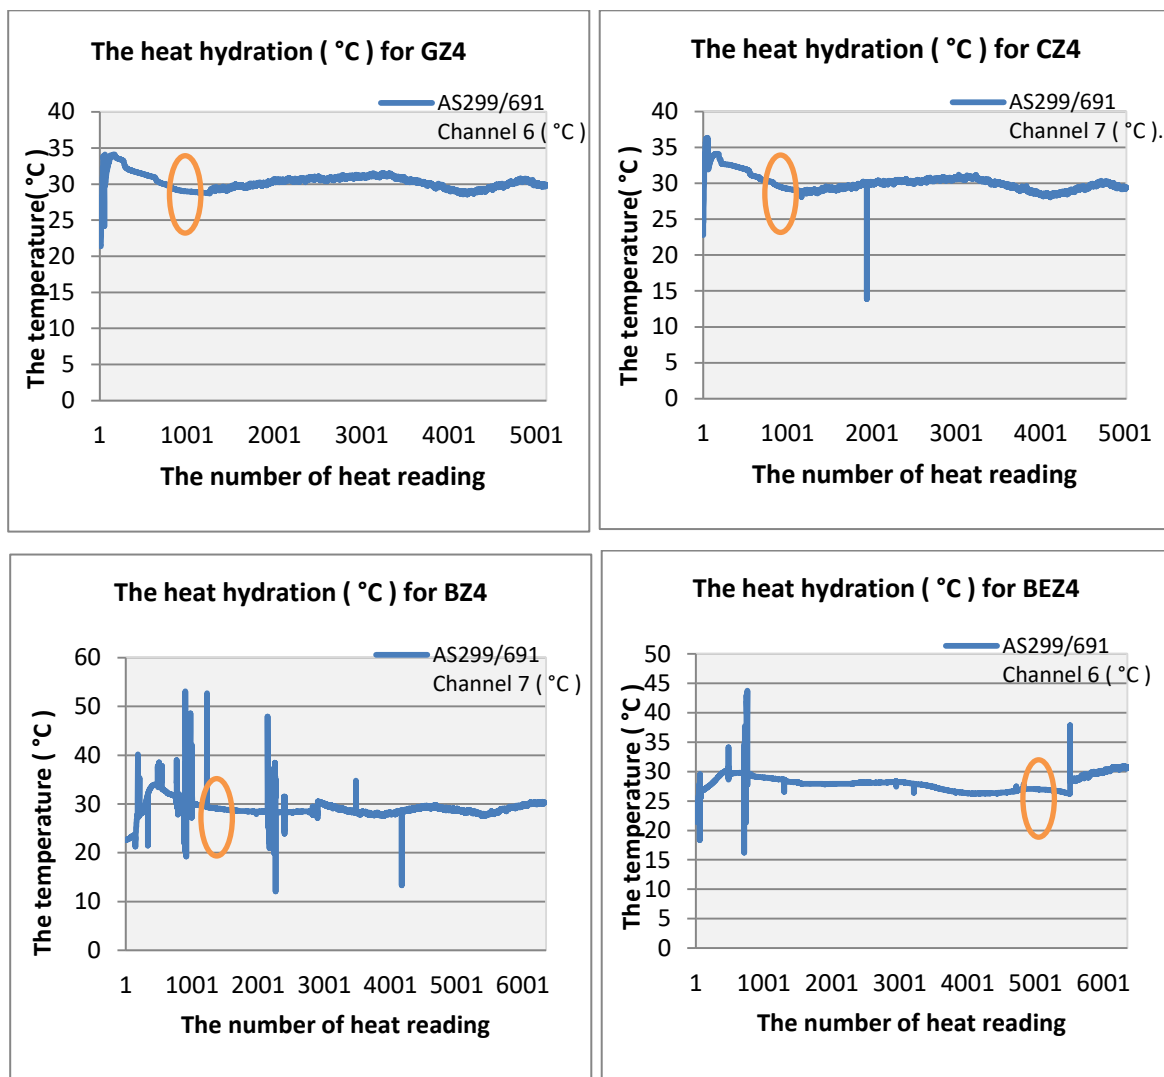 The heat hydration ( °C ) for GZ4
AS299/691
Channel 6 ( °C )
The temperature( °C)
40
35
30
25
20
15
10
5
0
1 1001 2001 3001 4001 5001
The number of heat reading
The heat hydration ( °C ) for CZ4
AS299/691
Channel 7 ( °C ).
The temperature( °C)
40
35
30
25
20
15
10
5
0
1 1001 2001 3001 4001 5001
The number of heat reading
The heat hydration ( °C ) for BZ4
AS299/691
Channel 7 ( °C )
The temperature ( °C )
60
50
40
30
20
10
0
1 1001 2001 3001 4001 5001 6001
The number of heat reading
The heat hydration ( °C ) for BEZ4
AS299/691
Channel 6 ( °C )
The temperature ( °C )
50
45
40
35
30
25
20
15
10
5
0
1 1001 2001 3001 4001 5001 6001
The number of heat reading